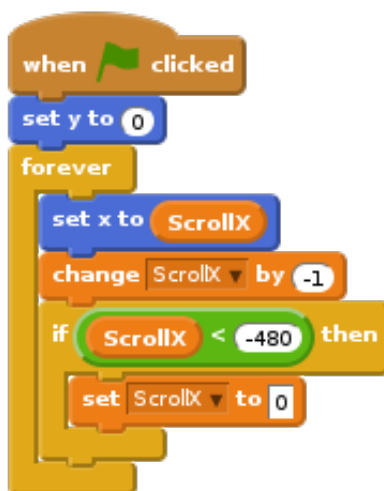 when clicked
set y to 0
forever
set x to ScrollX
change ScrollX by -1
if ScrollX < -480 then
set ScrollX to 0